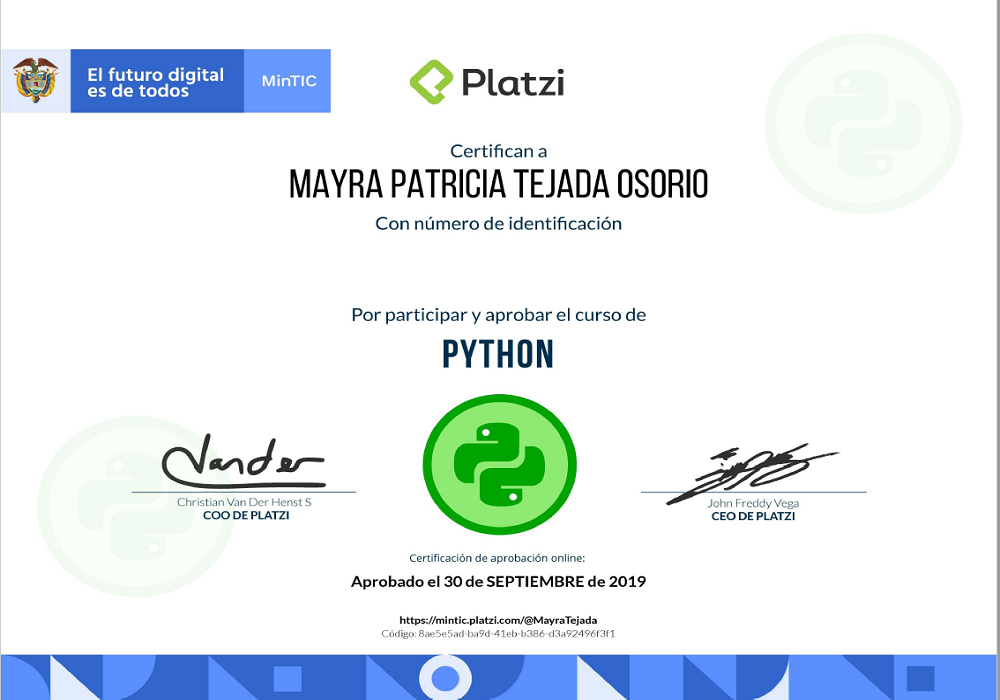 El futuro digital
es de todos
MinTIC
Platzi
Certifican a
MAYRA PATRICIA TEJADA OSORIO
Con número de identificación
Por participar y aprobar el curso de
PYTHON
Vander
Christian Van Der Henst S
COO DE PLATZI
John Freddy Vega
CEO DE PLATZI
Certificación de aprobación online:
Aprobado el 30 de SEPTIEMBRE de 2019
https://mintic.platzi.com/@MayraTejada
Código: 8ae5e5ad-ba9d-41eb-b386-d3a92496f3f1